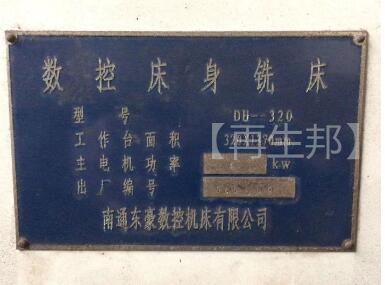 数控床身铣床
型号 DU--320
工作台面积
主电机功率 kw
出厂编号
南通东豪数控机床有限公司
【再生邦】